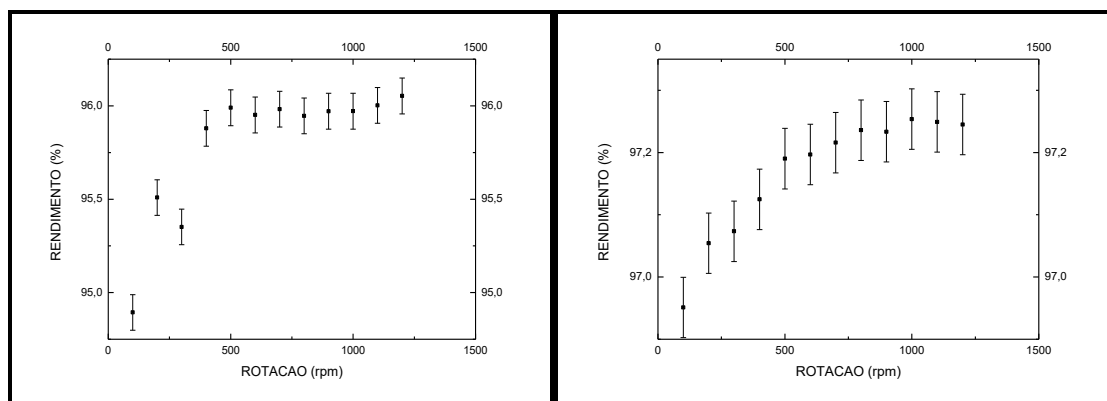 0 500 1000 1500
96,0 96,0
95,5 95,5
95,0 95,0
0 500 1000 1500
RENDIMENTO (%)
ROTACAO (rpm)
0 500 1000 1500
97,2 97,2
97,0 97,0
0 500 1000 1500
RENDIMENTO (%)
ROTACAO (rpm)